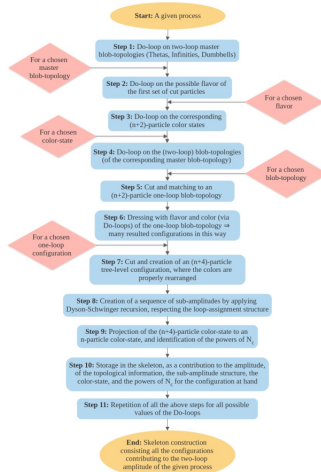 Start: A given process
Step 1: Do-loop on two-loop master
blob-topologies (Thetas, Infinities, Dumbbells)
For a chosen
master
blob-topology
Step 2: Do-loop on the possible flavor of
the first set of cut particles
For a chosen
flavor
Step 3: Do-loop on the corresponding
(n+2)-particle color states
For a chosen
color-state
Step 4: Do-loop on the (two-loop) blob-topologies
(of the corresponding master blob-topology)
For a chosen
blob-topology
Step 5: Cut and matching to an
(n+2)-particle one-loop blob-topology
Step 6: Dressing with flavor and color (via
Do-loops) of the one-loop blob-topology ⇒
many resulted configurations in this way
For a chosen
one-loop
configuration
Step 7: Cut and creation of an (n+4)-particle
tree-level configuration, where the colors are
properly rearranged
Step 8: Creation of a sequence of sub-amplitudes by applying
Dyson-Schwinger recursion, respecting the loop-assignment structure
Step 9: Projection of the (n+4)-particle color-state to an
n-particle color-state, and identification of the powers of N_c
Step 10: Storage in the skeleton, as a contribution to the amplitude,
of the topological information, the sub-amplitude structure, the
color-state, and the powers of N_c for the configuration at hand
Step 11: Repetition of all the above steps for all possible
values of the Do-loops
End: Skeleton construction
consisting all the configurations
contributing to the two-loop
amplitude of the given process